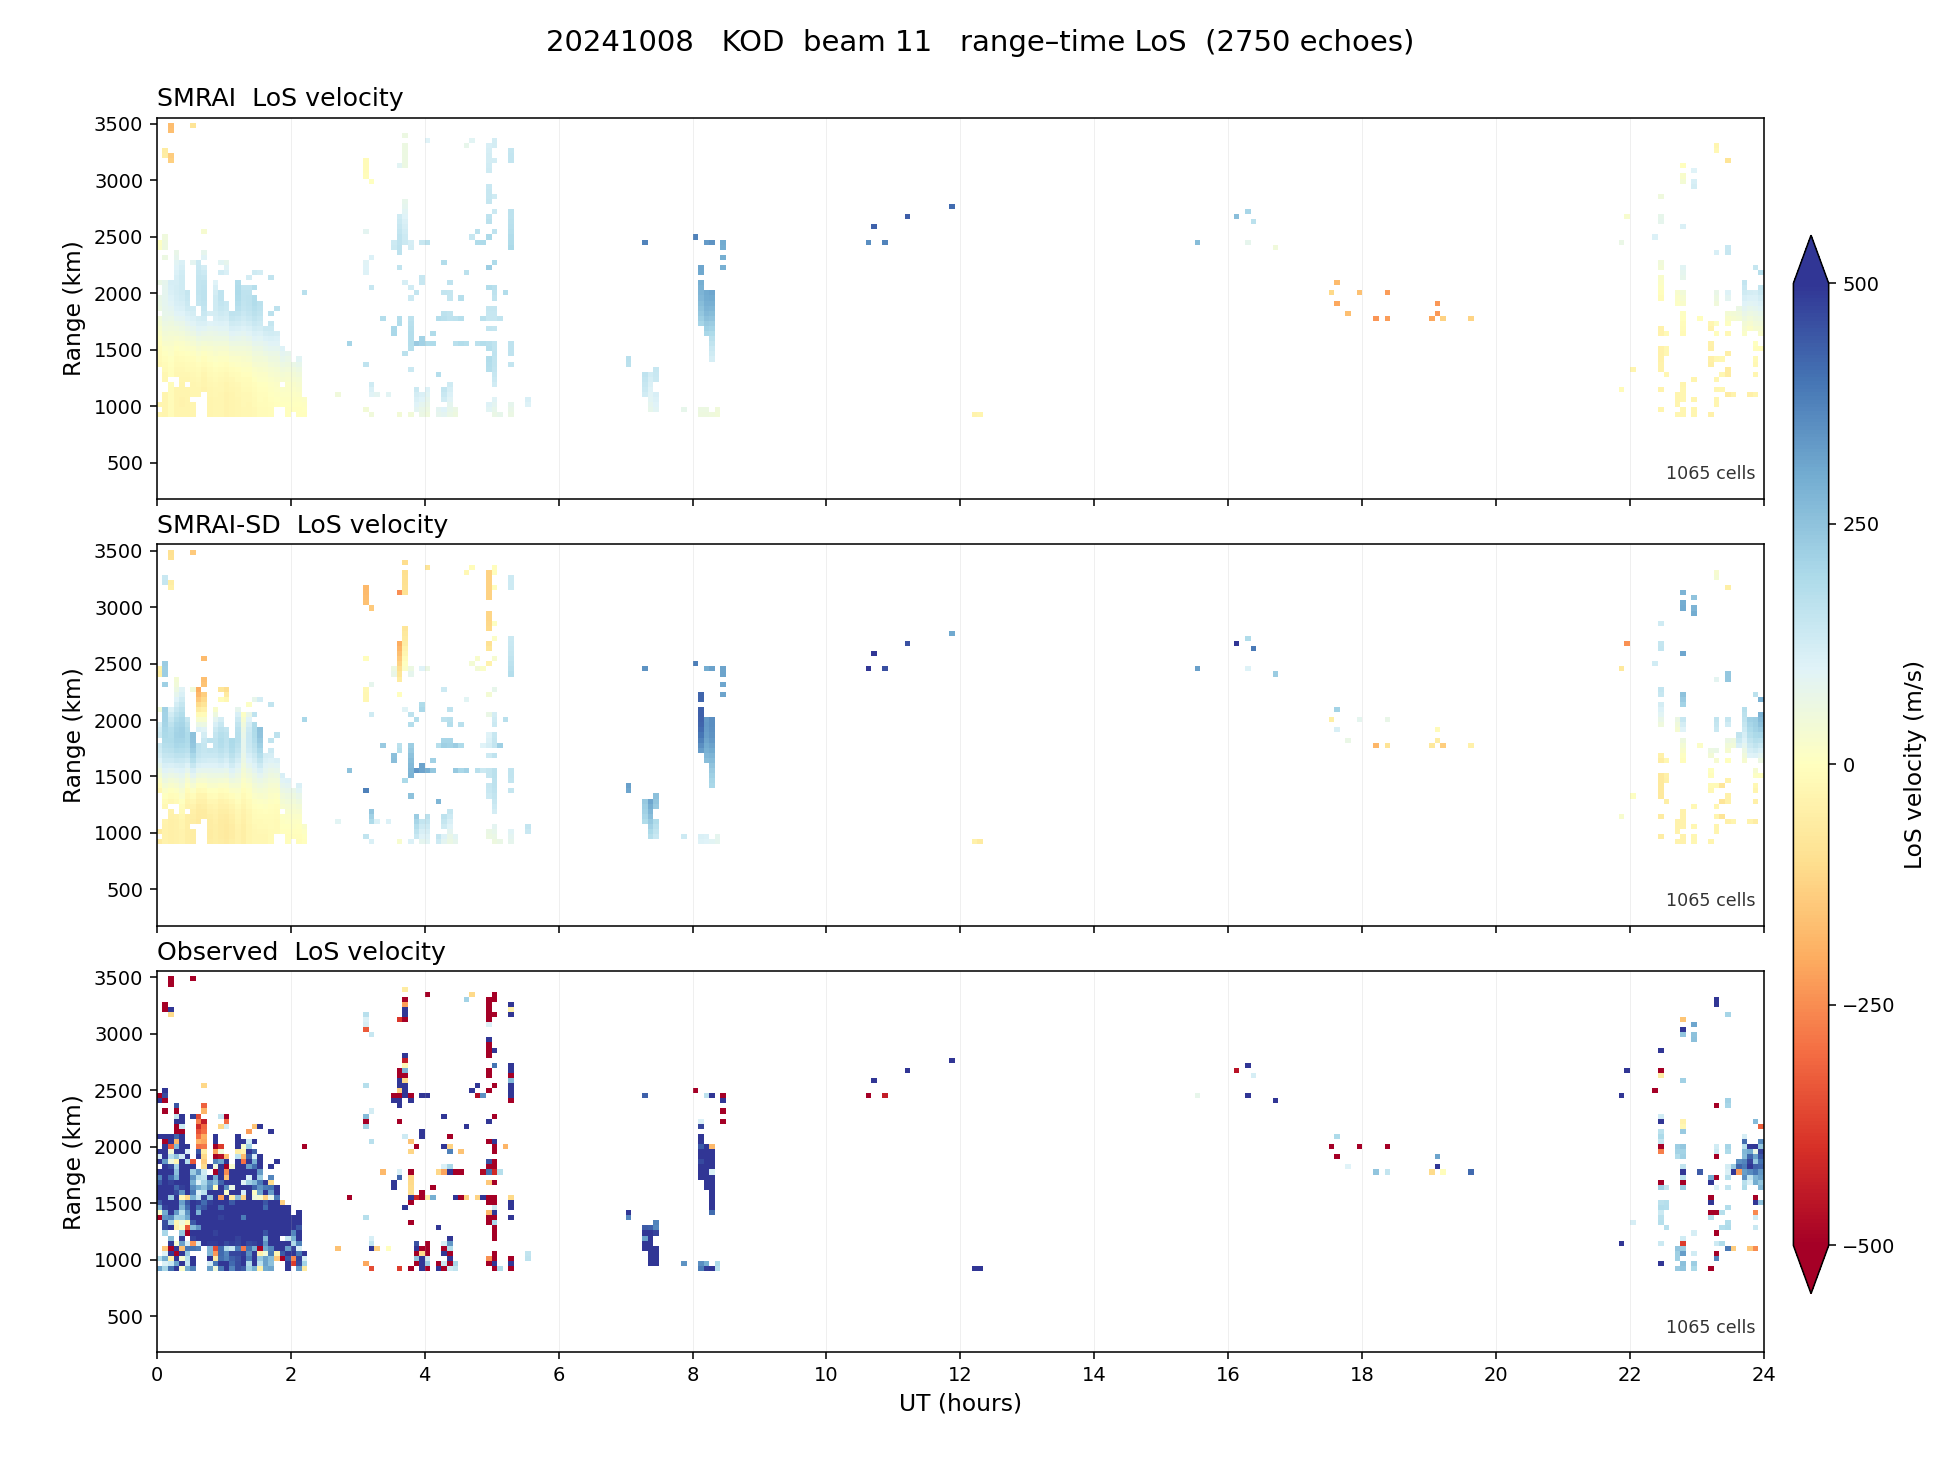 20241008   KOD  beam 11   range–time LoS  (2750 echoes)
SMRAI  LoS velocity
3500
3000
2500
2000
1500
1000
500
Range (km)
1065 cells
SMRAI-SD  LoS velocity
3500
3000
2500
2000
1500
1000
500
Range (km)
1065 cells
Observed  LoS velocity
3500
3000
2500
2000
1500
1000
500
Range (km)
1065 cells
0 2 4 6 8 10 12 14 16 18 20 22 24
UT (hours)
500
250
0
−250
−500
LoS velocity (m/s)